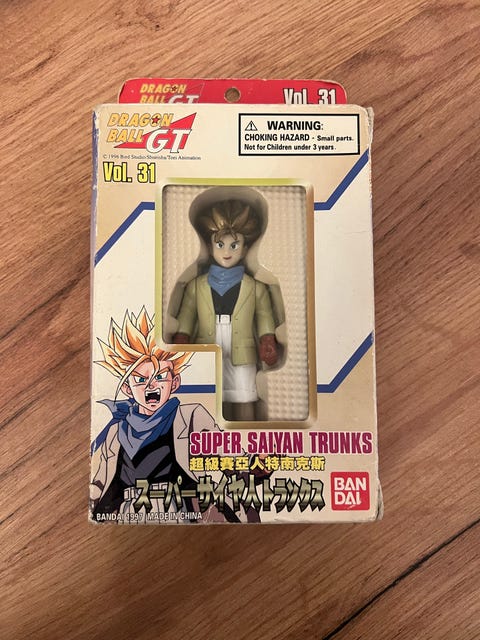 DRAGON
BALL GT
Vol. 31
DRAGON
BALL GT
© 1996 Bird Studio/Shueisha/Toei Animation
Vol. 31
WARNING:
CHOKING HAZARD - Small parts.
Not for Children under 3 years.
SUPER SAIYAN TRUNKS
超級賽亞人特南克斯
スーパーサイヤ人トランクス
BANDAI 1997 MADE IN CHINA
BAN
DAI